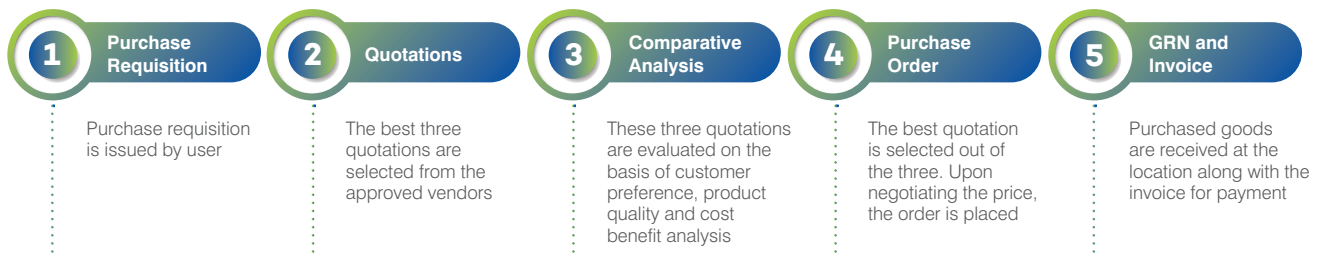 1
Purchase
Requisition
Purchase requisition
is issued by user
2
Quotations
The best three
quotations are
selected from the
approved vendors
3
Comparative
Analysis
These three quotations
are evaluated on the
basis of customer
preference, product
quality and cost
benefit analysis
4
Purchase
Order
The best quotation
is selected out of
the three. Upon
negotiating the price,
the order is placed
5
GRN and
Invoice
Purchased goods
are received at the
location along with the
invoice for payment